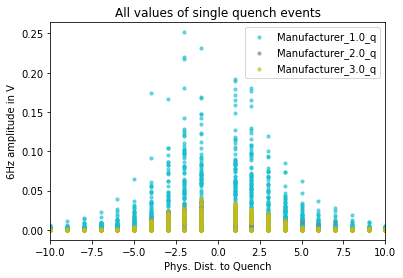 All values of single quench events
Manufacturer_1.0_q
Manufacturer_2.0_q
Manufacturer_3.0_q
6Hz amplitude in V
0.25
0.20
0.15
0.10
0.05
0.00
−10.0 −7.5 −5.0 −2.5 0.0 2.5 5.0 7.5 10.0
Phys. Dist. to Quench